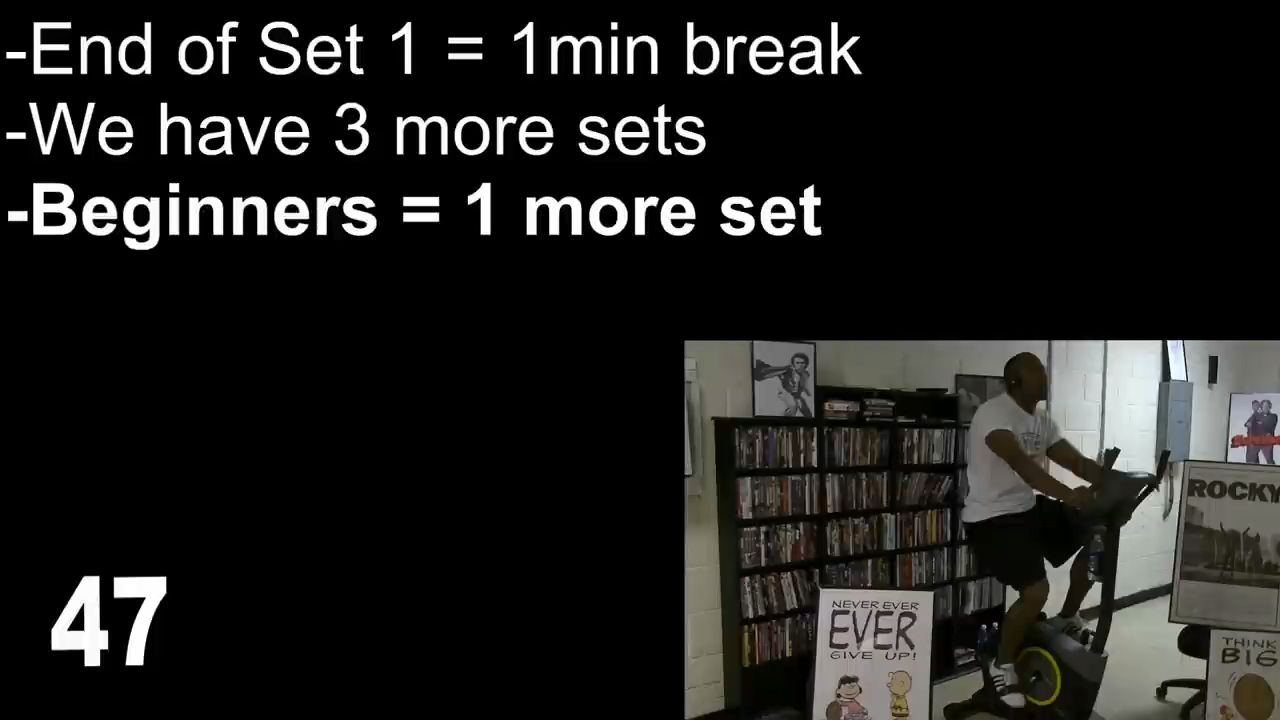 -End of Set 1 = 1min break
-We have 3 more sets
-Beginners = 1 more set
47
ROCKY
NEVER EVER
EVER
GIVE UP!
THINK
BIG